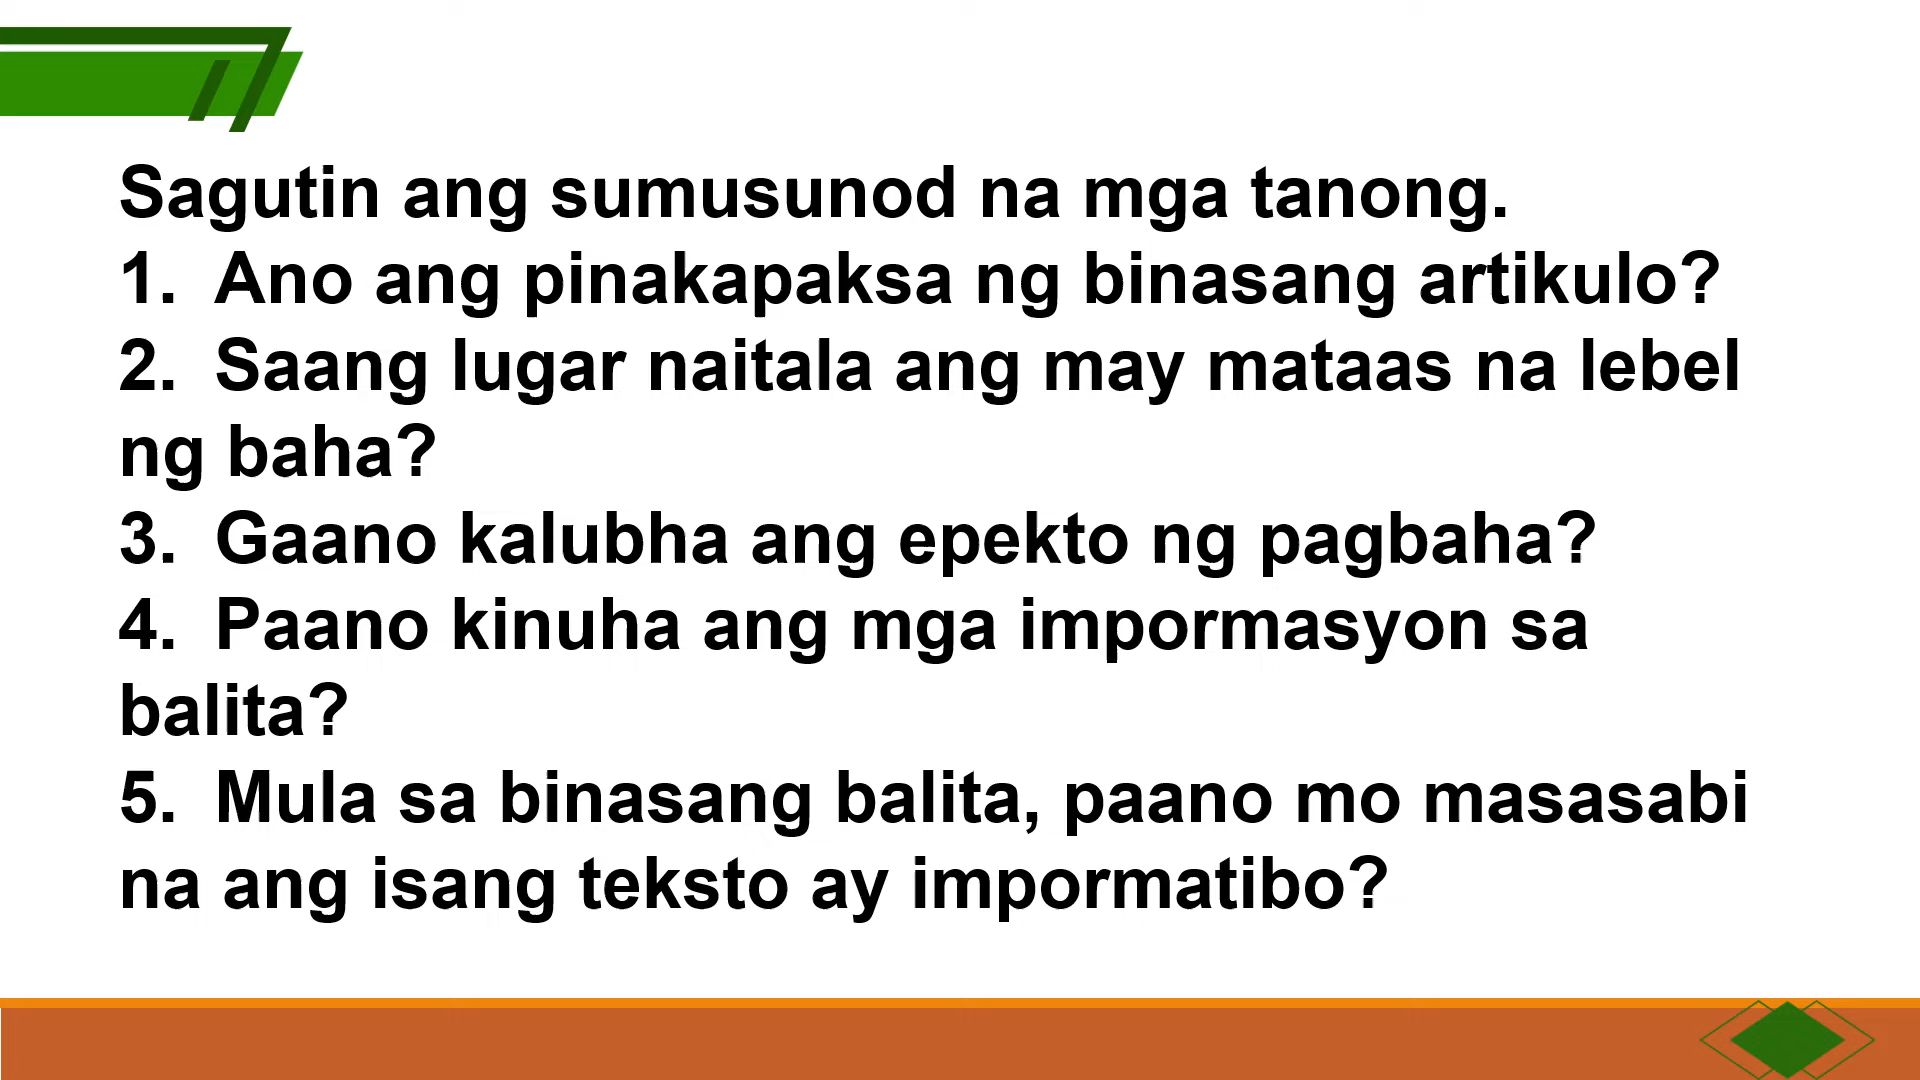 Sagutin ang sumusunod na mga tanong.
1. Ano ang pinakapaksa ng binasang artikulo?
2. Saang lugar naitala ang may mataas na lebel
ng baha?
3. Gaano kalubha ang epekto ng pagbaha?
4. Paano kinuha ang mga impormasyon sa
balita?
5. Mula sa binasang balita, paano mo masasabi
na ang isang teksto ay impormatibo?